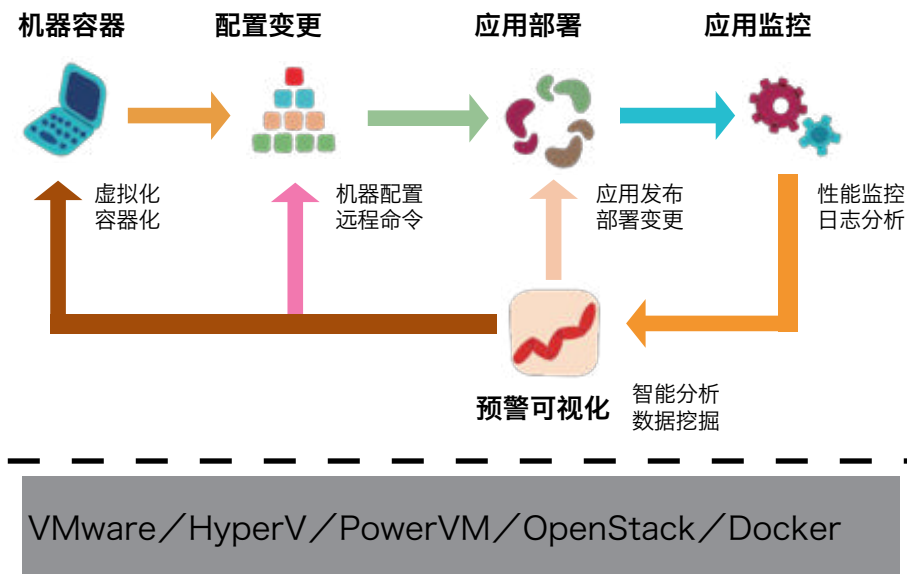 机器容器
配置变更
应用部署
应用监控
虚拟化
容器化
机器配置
远程命令
应用发布
部署变更
性能监控
日志分析
预警可视化
智能分析
数据挖掘
VMware／HyperV／PowerVM／OpenStack／Docker